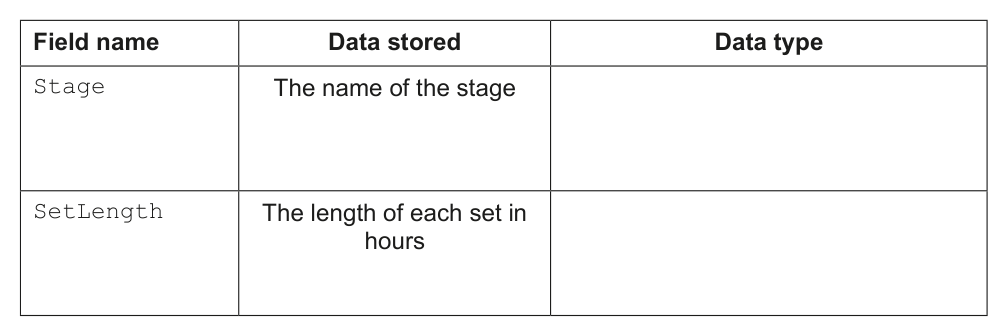 Field name Data stored Data type
Stage The name of the stage
SetLength The length of each set in
hours